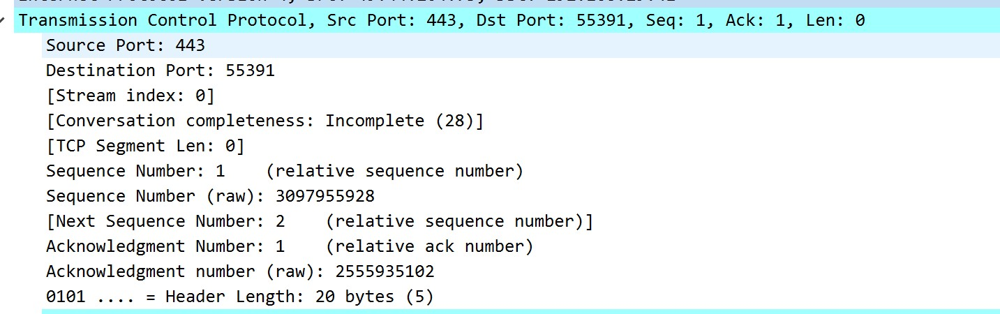 Transmission Control Protocol, Src Port: 443, Dst Port: 55391, Seq: 1, Ack: 1, Len: 0
Source Port: 443
Destination Port: 55391
[Stream index: 0]
[Conversation completeness: Incomplete (28)]
[TCP Segment Len: 0]
Sequence Number: 1    (relative sequence number)
Sequence Number (raw): 3097955928
[Next Sequence Number: 2    (relative sequence number)]
Acknowledgment Number: 1    (relative ack number)
Acknowledgment number (raw): 2555935102
0101 .... = Header Length: 20 bytes (5)